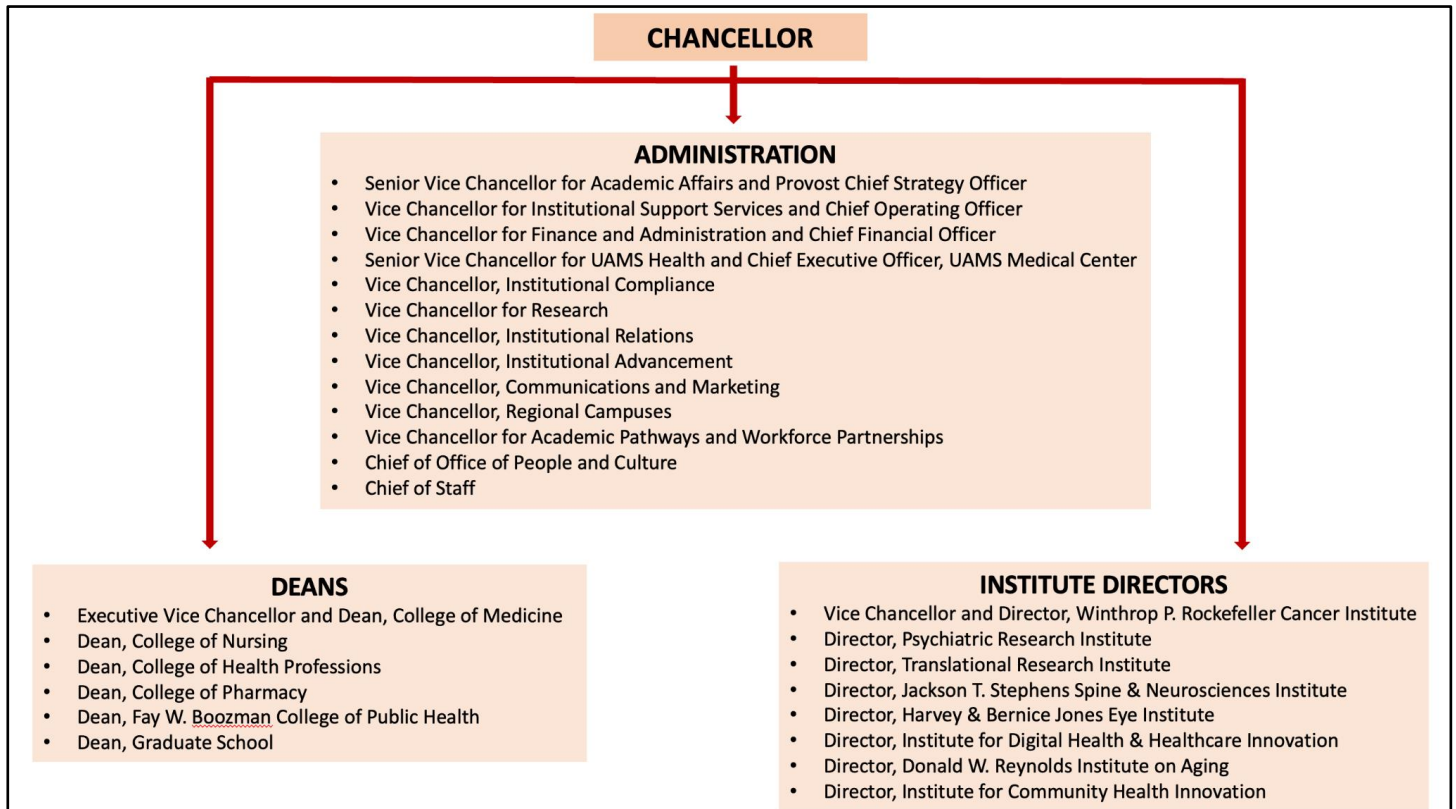 CHANCELLOR
ADMINISTRATION
• Senior Vice Chancellor for Academic Affairs and Provost Chief Strategy Officer
• Vice Chancellor for Institutional Support Services and Chief Operating Officer
• Vice Chancellor for Finance and Administration and Chief Financial Officer
• Senior Vice Chancellor for UAMS Health and Chief Executive Officer, UAMS Medical Center
• Vice Chancellor, Institutional Compliance
• Vice Chancellor for Research
• Vice Chancellor, Institutional Relations
• Vice Chancellor, Institutional Advancement
• Vice Chancellor, Communications and Marketing
• Vice Chancellor, Regional Campuses
• Vice Chancellor for Academic Pathways and Workforce Partnerships
• Chief of Office of People and Culture
• Chief of Staff
DEANS
• Executive Vice Chancellor and Dean, College of Medicine
• Dean, College of Nursing
• Dean, College of Health Professions
• Dean, College of Pharmacy
• Dean, Fay W. Boozman College of Public Health
• Dean, Graduate School
INSTITUTE DIRECTORS
• Vice Chancellor and Director, Winthrop P. Rockefeller Cancer Institute
• Director, Psychiatric Research Institute
• Director, Translational Research Institute
• Director, Jackson T. Stephens Spine & Neurosciences Institute
• Director, Harvey & Bernice Jones Eye Institute
• Director, Institute for Digital Health & Healthcare Innovation
• Director, Donald W. Reynolds Institute on Aging
• Director, Institute for Community Health Innovation